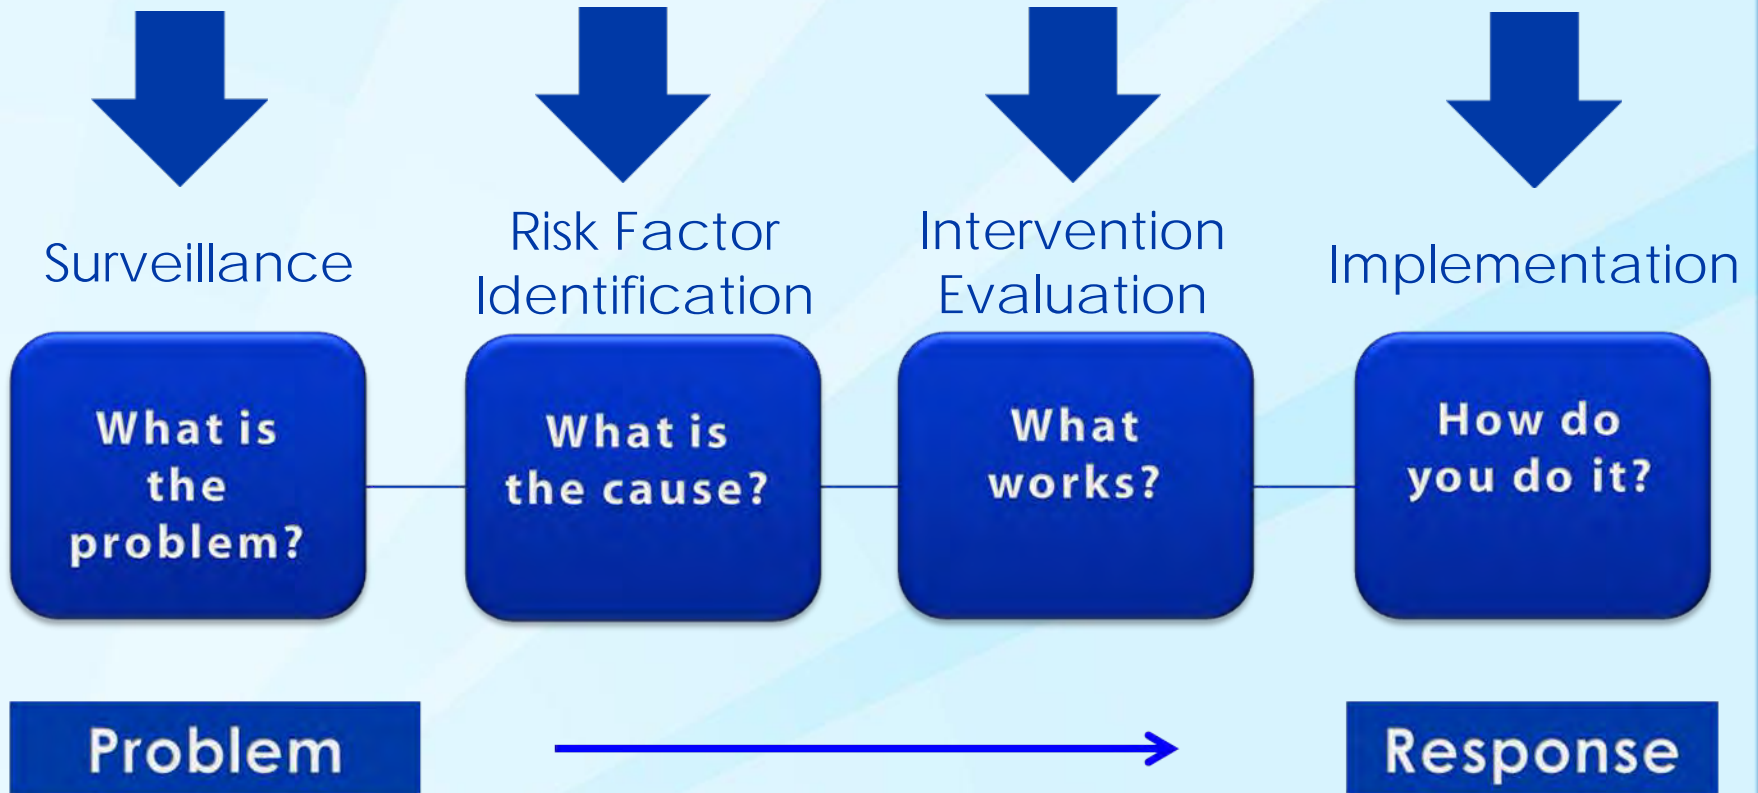 Surveillance
Risk Factor
Identification
Intervention
Evaluation
Implementation
What is
the
problem?
What is
the cause?
What
works?
How do
you do it?
Problem
Response